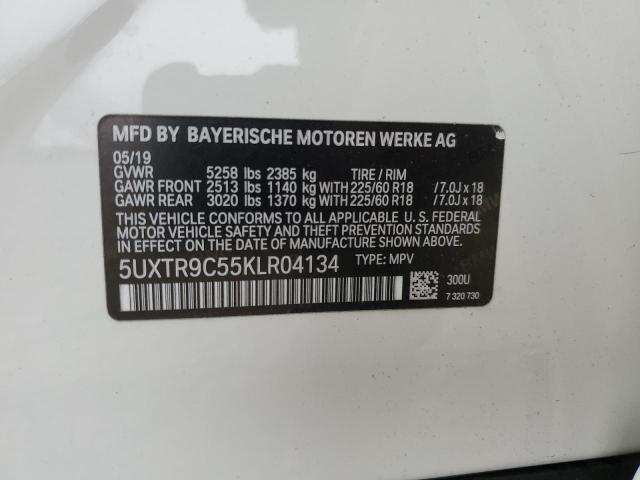 MFD BY BAYERISCHE MOTOREN WERKE AG
05/19
GVWR 5258 lbs 2385 kg TIRE / RIM
GAWR FRONT 2513 lbs 1140 kg WITH 225/60 R18 / 7.0J x 18
GAWR REAR 3020 lbs 1370 kg WITH 225/60 R18 / 7.0J x 18
THIS VEHICLE CONFORMS TO ALL APPLICABLE U. S. FEDERAL
MOTOR VEHICLE SAFETY, BUMPER, AND THEFT PREVENTION
STANDARDS IN EFFECT ON THE DATE OF MANUFACTURE SHOWN ABOVE.
5UXTR9C55KLR04134 TYPE: MPV
300U
7 320 730